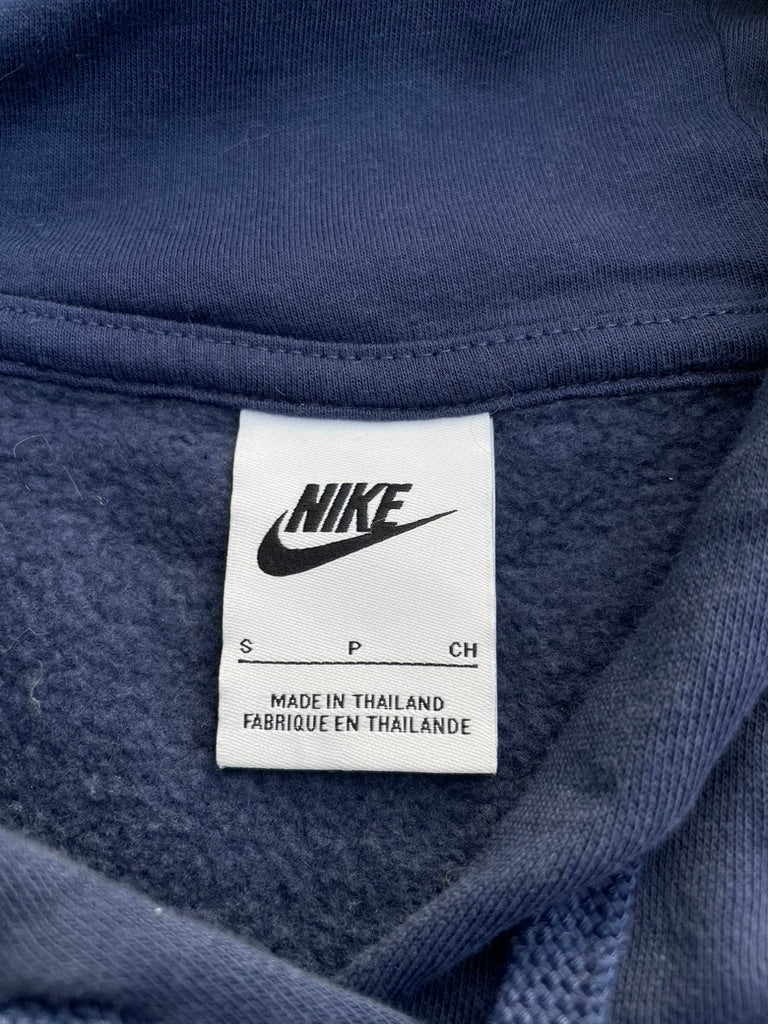 NIKE
S P CH
MADE IN THAILAND
FABRIQUE EN THAILANDE